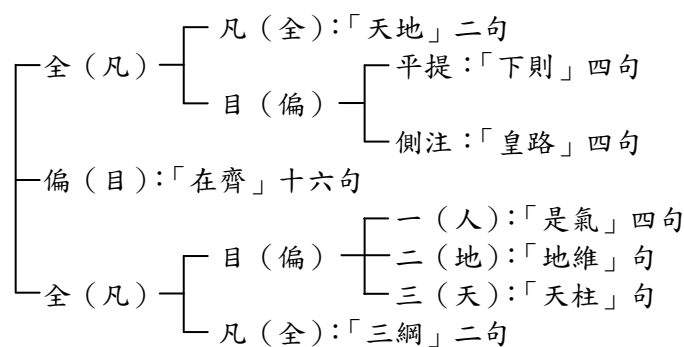 凡（全）：「天地」二句
全（凡）
平提：「下則」四句
目（偏）
側注：「皇路」四句
偏（目）：「在齊」十六句
一（人）：「是氣」四句
目（偏）
二（地）：「地維」句
全（凡）
三（天）：「天柱」句
凡（全）：「三綱」二句